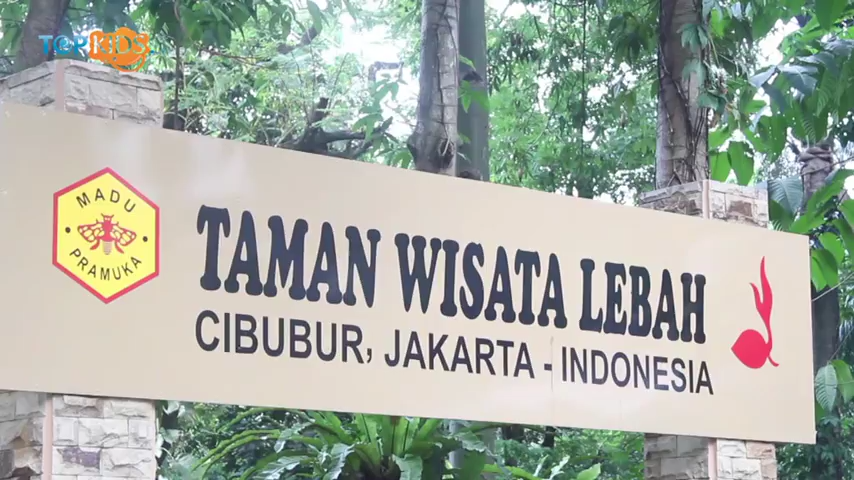 TOPKIDS
MADU
PRAMUKA
TAMAN WISATA LEBAH
CIBUBUR, JAKARTA - INDONESIA